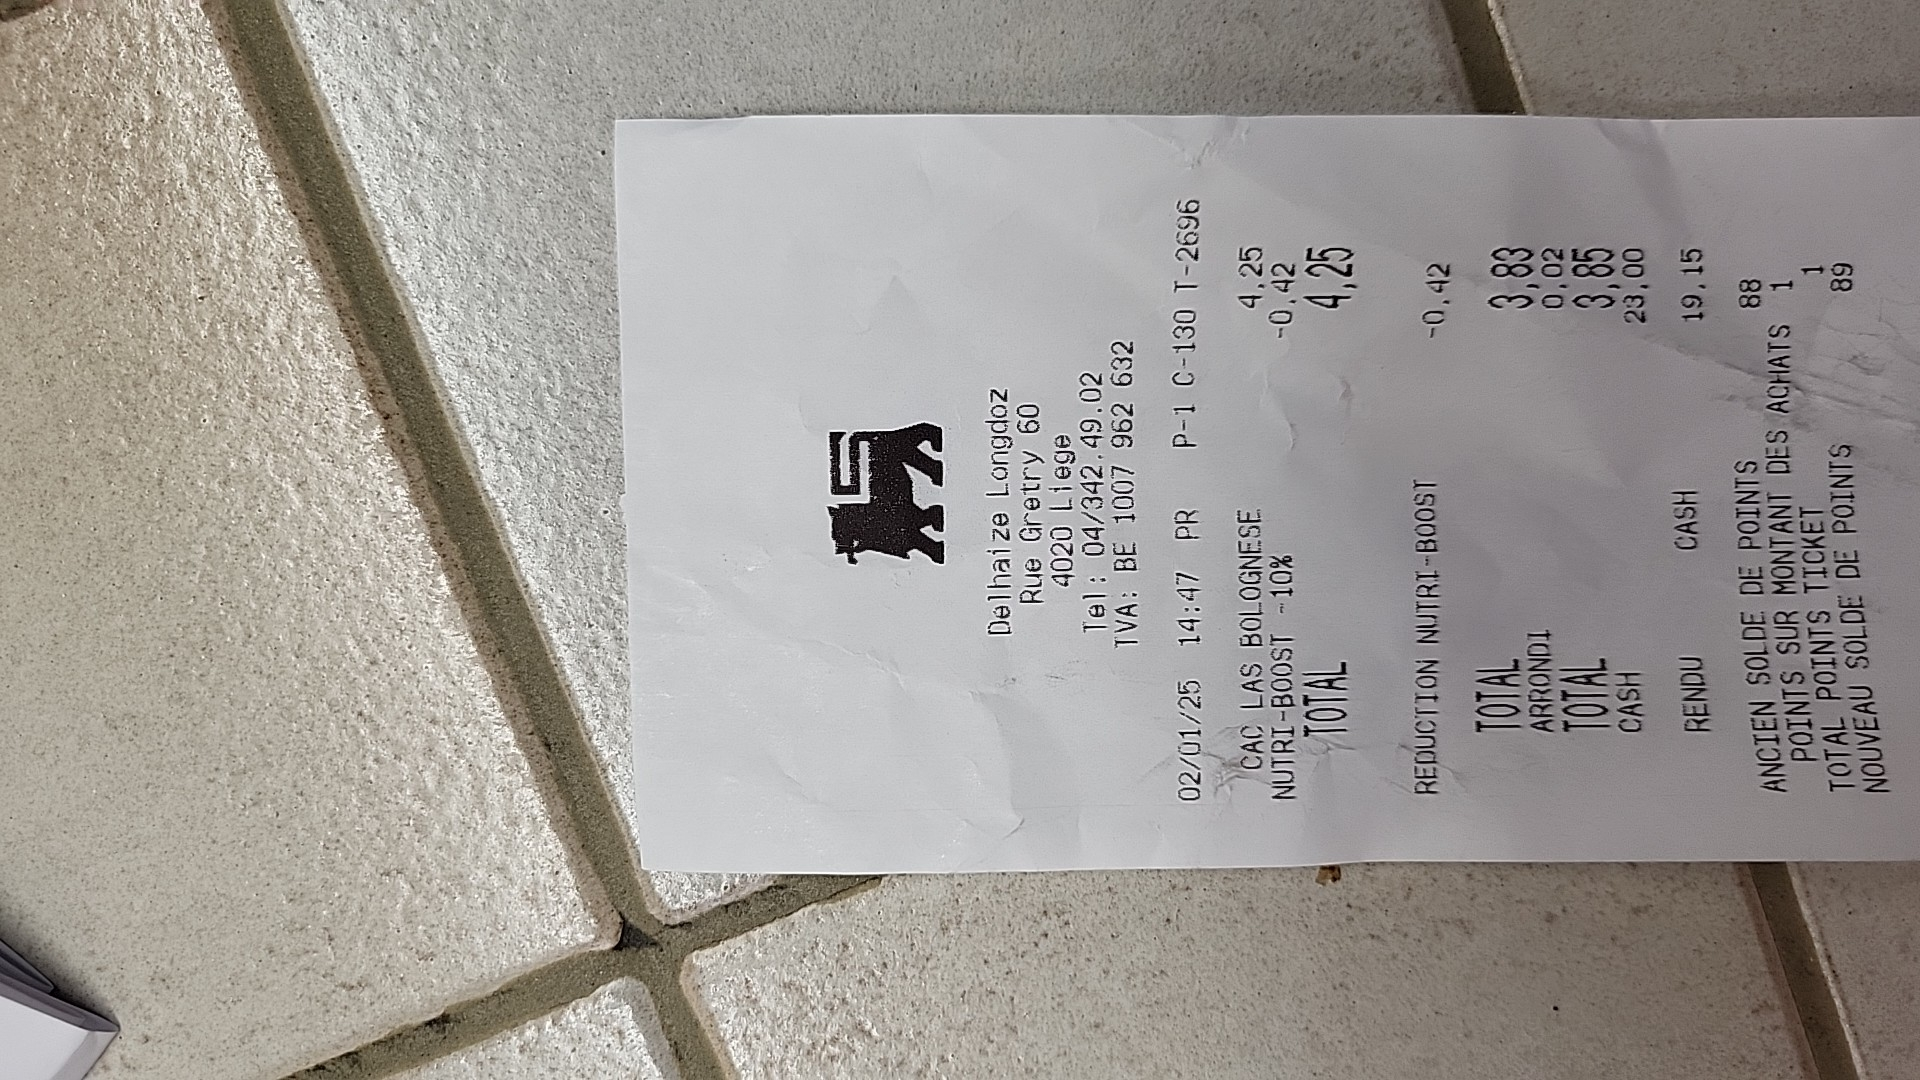 Delhaize Longdoz
Rue Gretry 60
4020 Liege
Tel: 04/342.49.02
TVA: BE 1007 962 632
02/01/25 14:47 PR P-1 C-130 T-2696
CAC LAS BOLOGNESE 4,25
NUTRI-BOOST -10% -0,42
TOTAL 4,25
REDUCTION NUTRI-BOOST -0,42
TOTAL 3,83
ARRONDI 0,02
TOTAL 3,85
CASH 23,00
RENDU CASH 19,15
ANCIEN SOLDE DE POINTS 88
POINTS SUR MONTANT DES ACHATS 1
TOTAL POINTS TICKET 1
NOUVEAU SOLDE DE POINTS 89